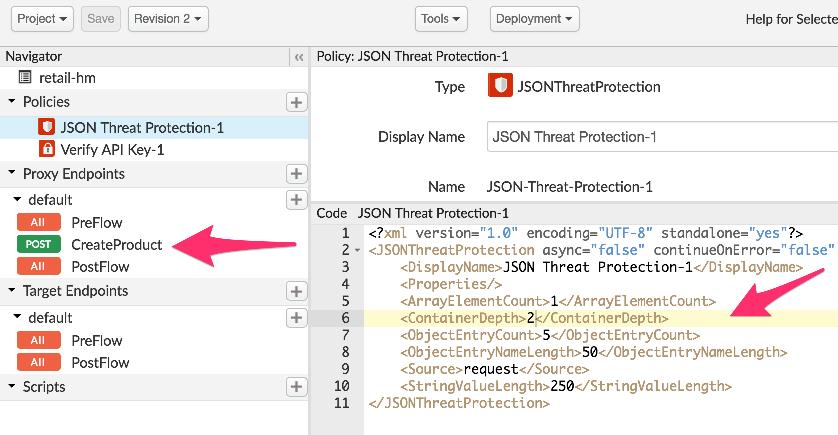 Project Save Revision 2 Tools Deployment Help for Selecte
Navigator «
retail-hm
Policies +
JSON Threat Protection-1
Verify API Key-1
Proxy Endpoints +
default +
All PreFlow
POST CreateProduct
All PostFlow
Target Endpoints +
default +
All PreFlow
All PostFlow
Scripts +
Policy: JSON Threat Protection-1
Type JSONThreatProtection
Display Name JSON Threat Protection-1
Name JSON-Threat-Protection-1
Code JSON Threat Protection-1
1 <?xml version="1.0" encoding="UTF-8" standalone="yes"?>
2 <JSONThreatProtection async="false" continueOnError="false"
3 <DisplayName>JSON Threat Protection-1</DisplayName>
4 <Properties/>
5 <ArrayElementCount>1</ArrayElementCount>
6 <ContainerDepth>2</ContainerDepth>
7 <ObjectEntryCount>5</ObjectEntryCount>
8 <ObjectEntryNameLength>50</ObjectEntryNameLength>
9 <Source>request</Source>
10 <StringValueLength>250</StringValueLength>
11 </JSONThreatProtection>